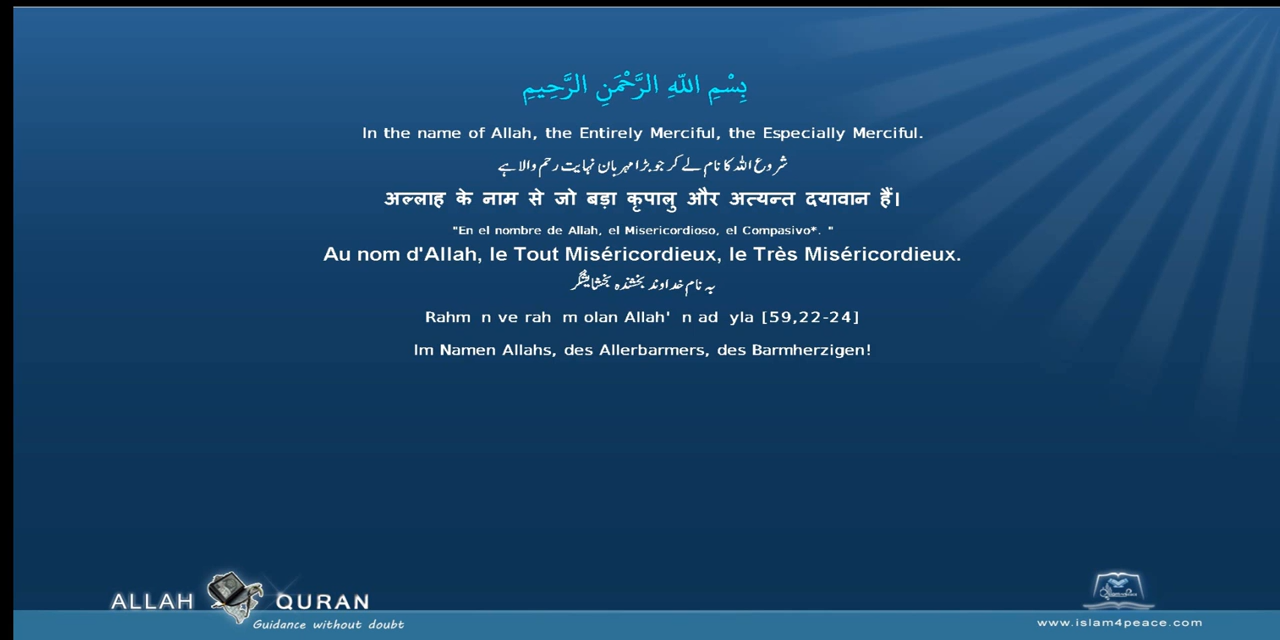 بِسْمِ اللّٰهِ الرَّحْمَنِ الرَّحِيمِ
In the name of Allah, the Entirely Merciful, the Especially Merciful.
شروع اللہ کا نام لے کر جو بڑا مہربان نہایت رحم والا ہے
अल्लाह के नाम से जो बड़ा कृपालु और अत्यन्त दयावान हैं।
"En el nombre de Allah, el Misericordioso, el Compasivo*. "
Au nom d'Allah, le Tout Miséricordieux, le Très Miséricordieux.
به نام خداوند بخشنده بخشایشگر
Rahm n ve rah m olan Allah' n ad yla [59,22-24]
Im Namen Allahs, des Allerbarmers, des Barmherzigen!
ALLAH QURAN
Guidance without doubt
www.islam4peace.com